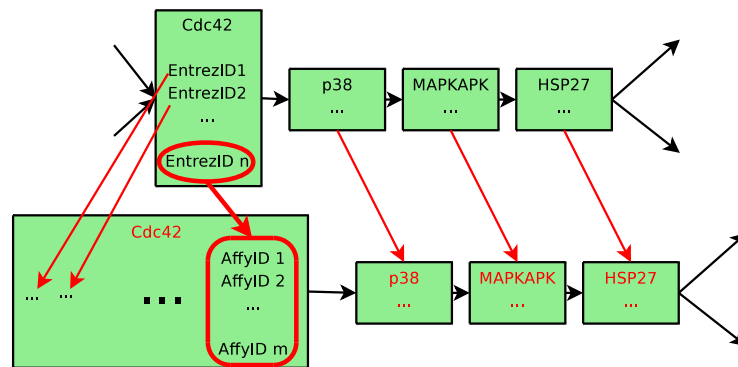 Cdc42
EntrezID1
EntrezID2
...
EntrezID n
p38
...
MAPKAPK
...
HSP27
...
Cdc42
...
...
...
AffyID 1
AffyID 2
...
AffyID m
p38
...
MAPKAPK
...
HSP27
...